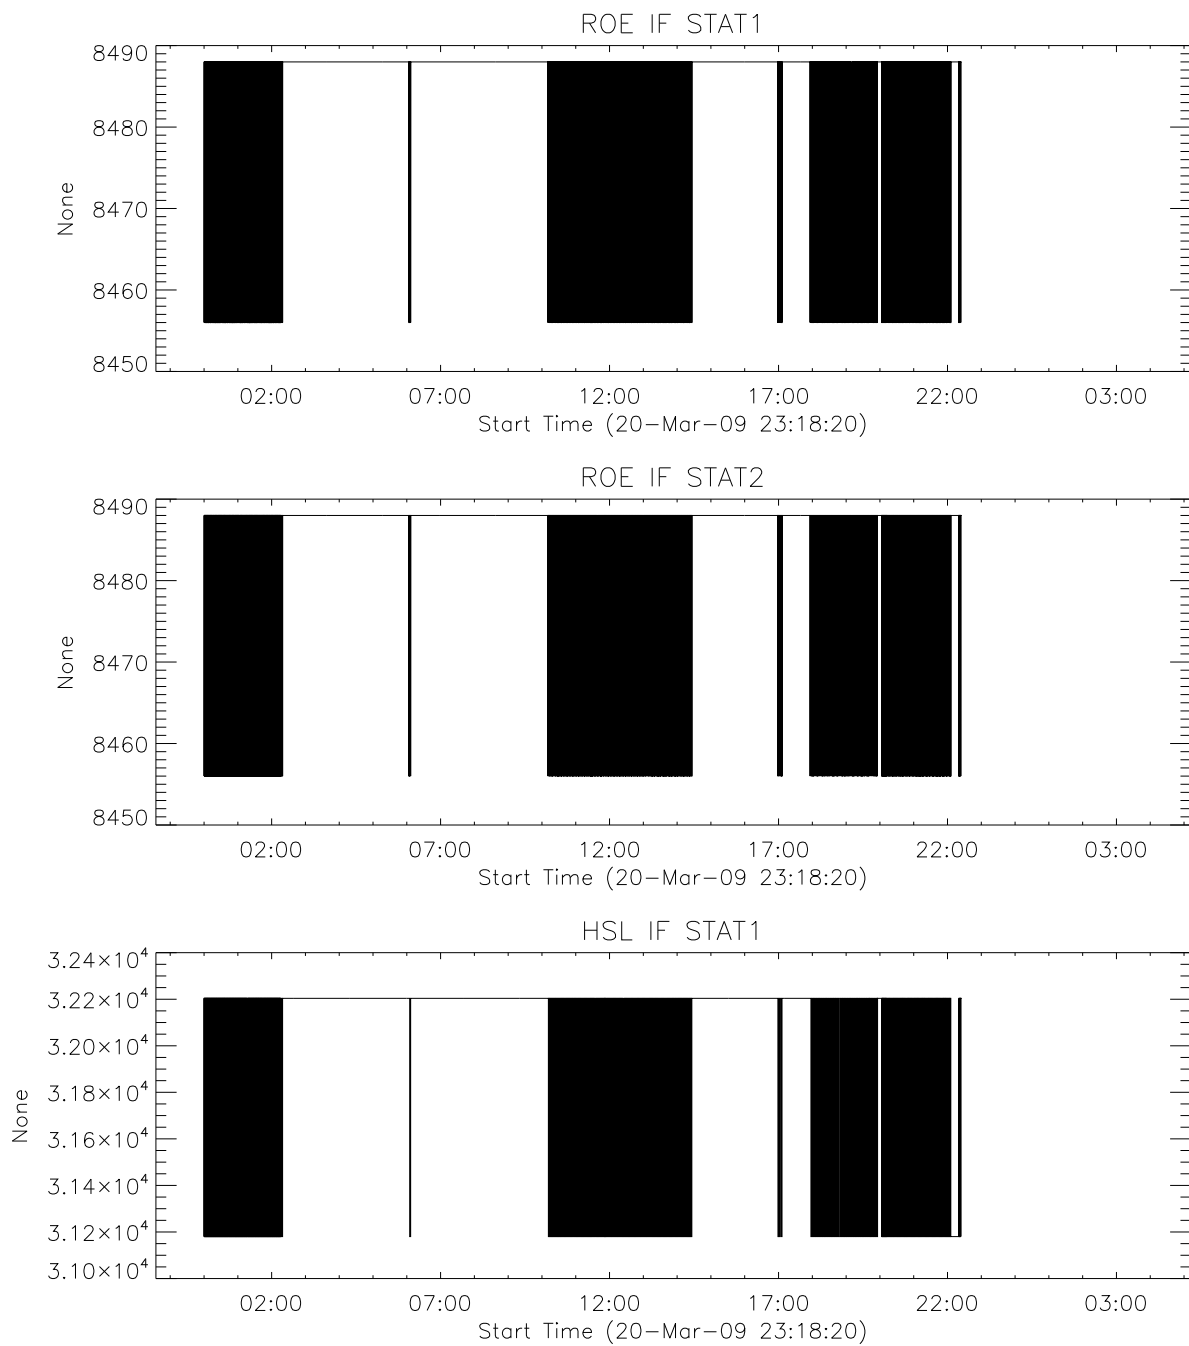 ROE IF STAT1
8490
8480
8470
8460
8450
None
02:00 07:00 12:00 17:00 22:00 03:00
Start Time (20-Mar-09 23:18:20)
ROE IF STAT2
8490
8480
8470
8460
8450
None
02:00 07:00 12:00 17:00 22:00 03:00
Start Time (20-Mar-09 23:18:20)
HSL IF STAT1
3.24×10⁴
3.22×10⁴
3.20×10⁴
3.18×10⁴
3.16×10⁴
3.14×10⁴
3.12×10⁴
3.10×10⁴
None
02:00 07:00 12:00 17:00 22:00 03:00
Start Time (20-Mar-09 23:18:20)